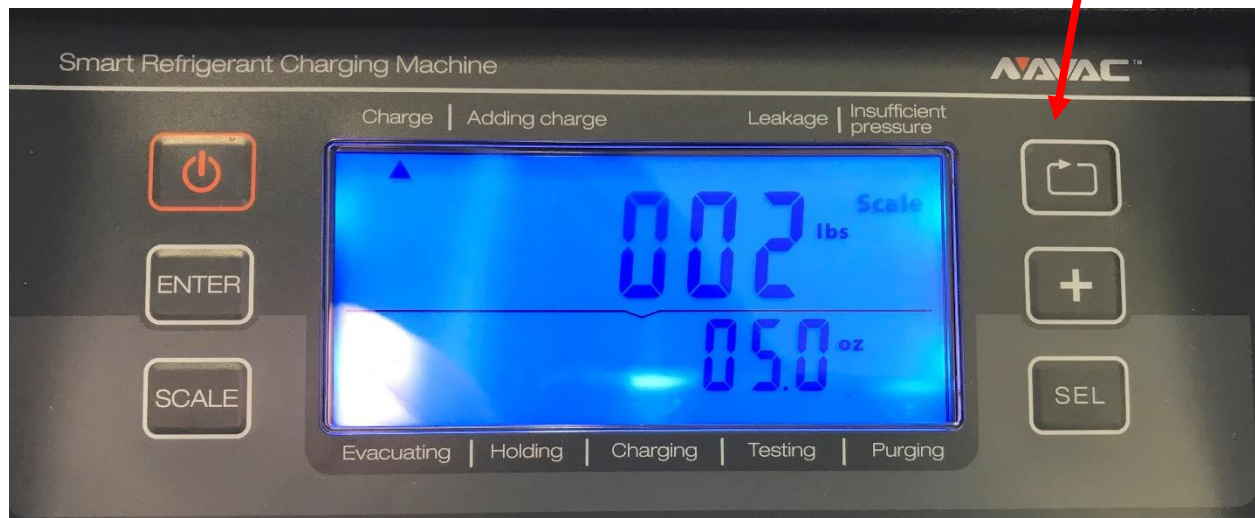 Smart Refrigerant Charging Machine
NAVAC™
Charge | Adding charge
Leakage | Insufficient pressure
Scale
002 lbs
05.0 oz
ENTER
SCALE
+
SEL
Evacuating | Holding | Charging | Testing | Purging